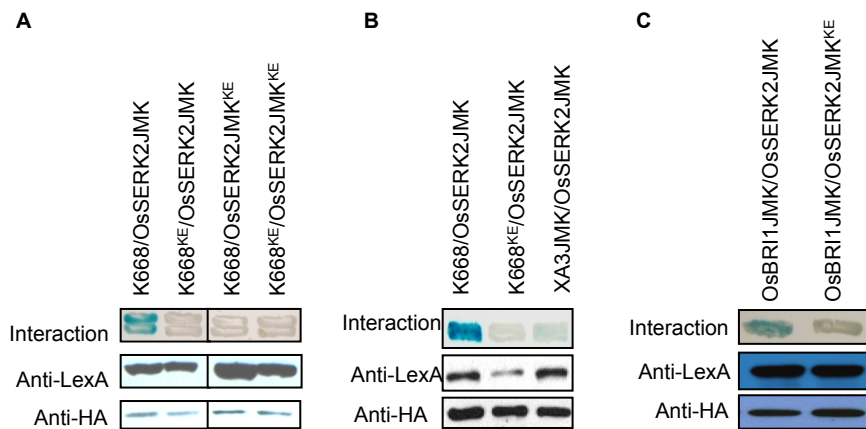 A
K668/OsSERK2JMK
K668KE/OsSERK2JMK
K668/OsSERK2JMKKE
K668KE/OsSERK2JMKKE
Interaction
Anti-LexA
Anti-HA
B
K668/OsSERK2JMK
K668KE/OsSERK2JMK
XA3JMK/OsSERK2JMK
Interaction
Anti-LexA
Anti-HA
C
OsBRI1JMK/OsSERK2JMK
OsBRI1JMK/OsSERK2JMKKE
Interaction
Anti-LexA
Anti-HA